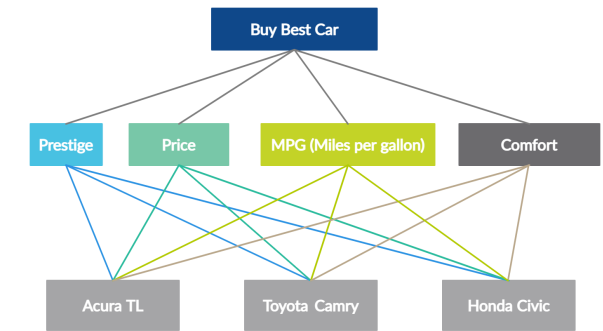 Buy Best Car
Prestige
Price
MPG (Miles per gallon)
Comfort
Acura TL
Toyota Camry
Honda Civic